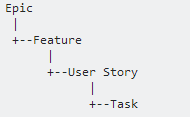 Epic
|
+--Feature
|
+--User Story
|
+--Task